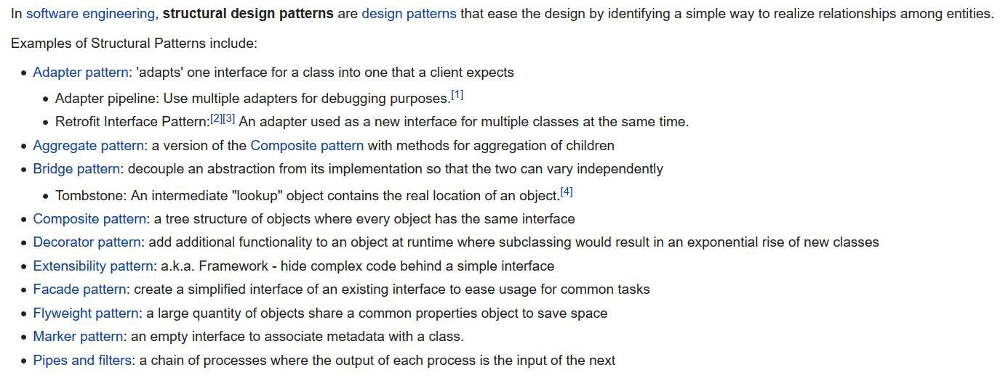 In software engineering, structural design patterns are design patterns that ease the design by identifying a simple way to realize relationships among entities.
Examples of Structural Patterns include:
• Adapter pattern: 'adapts' one interface for a class into one that a client expects
• Adapter pipeline: Use multiple adapters for debugging purposes.[1]
• Retrofit Interface Pattern:[2][3] An adapter used as a new interface for multiple classes at the same time.
• Aggregate pattern: a version of the Composite pattern with methods for aggregation of children
• Bridge pattern: decouple an abstraction from its implementation so that the two can vary independently
• Tombstone: An intermediate "lookup" object contains the real location of an object.[4]
• Composite pattern: a tree structure of objects where every object has the same interface
• Decorator pattern: add additional functionality to an object at runtime where subclassing would result in an exponential rise of new classes
• Extensibility pattern: a.k.a. Framework - hide complex code behind a simple interface
• Facade pattern: create a simplified interface of an existing interface to ease usage for common tasks
• Flyweight pattern: a large quantity of objects share a common properties object to save space
• Marker pattern: an empty interface to associate metadata with a class.
• Pipes and filters: a chain of processes where the output of each process is the input of the next